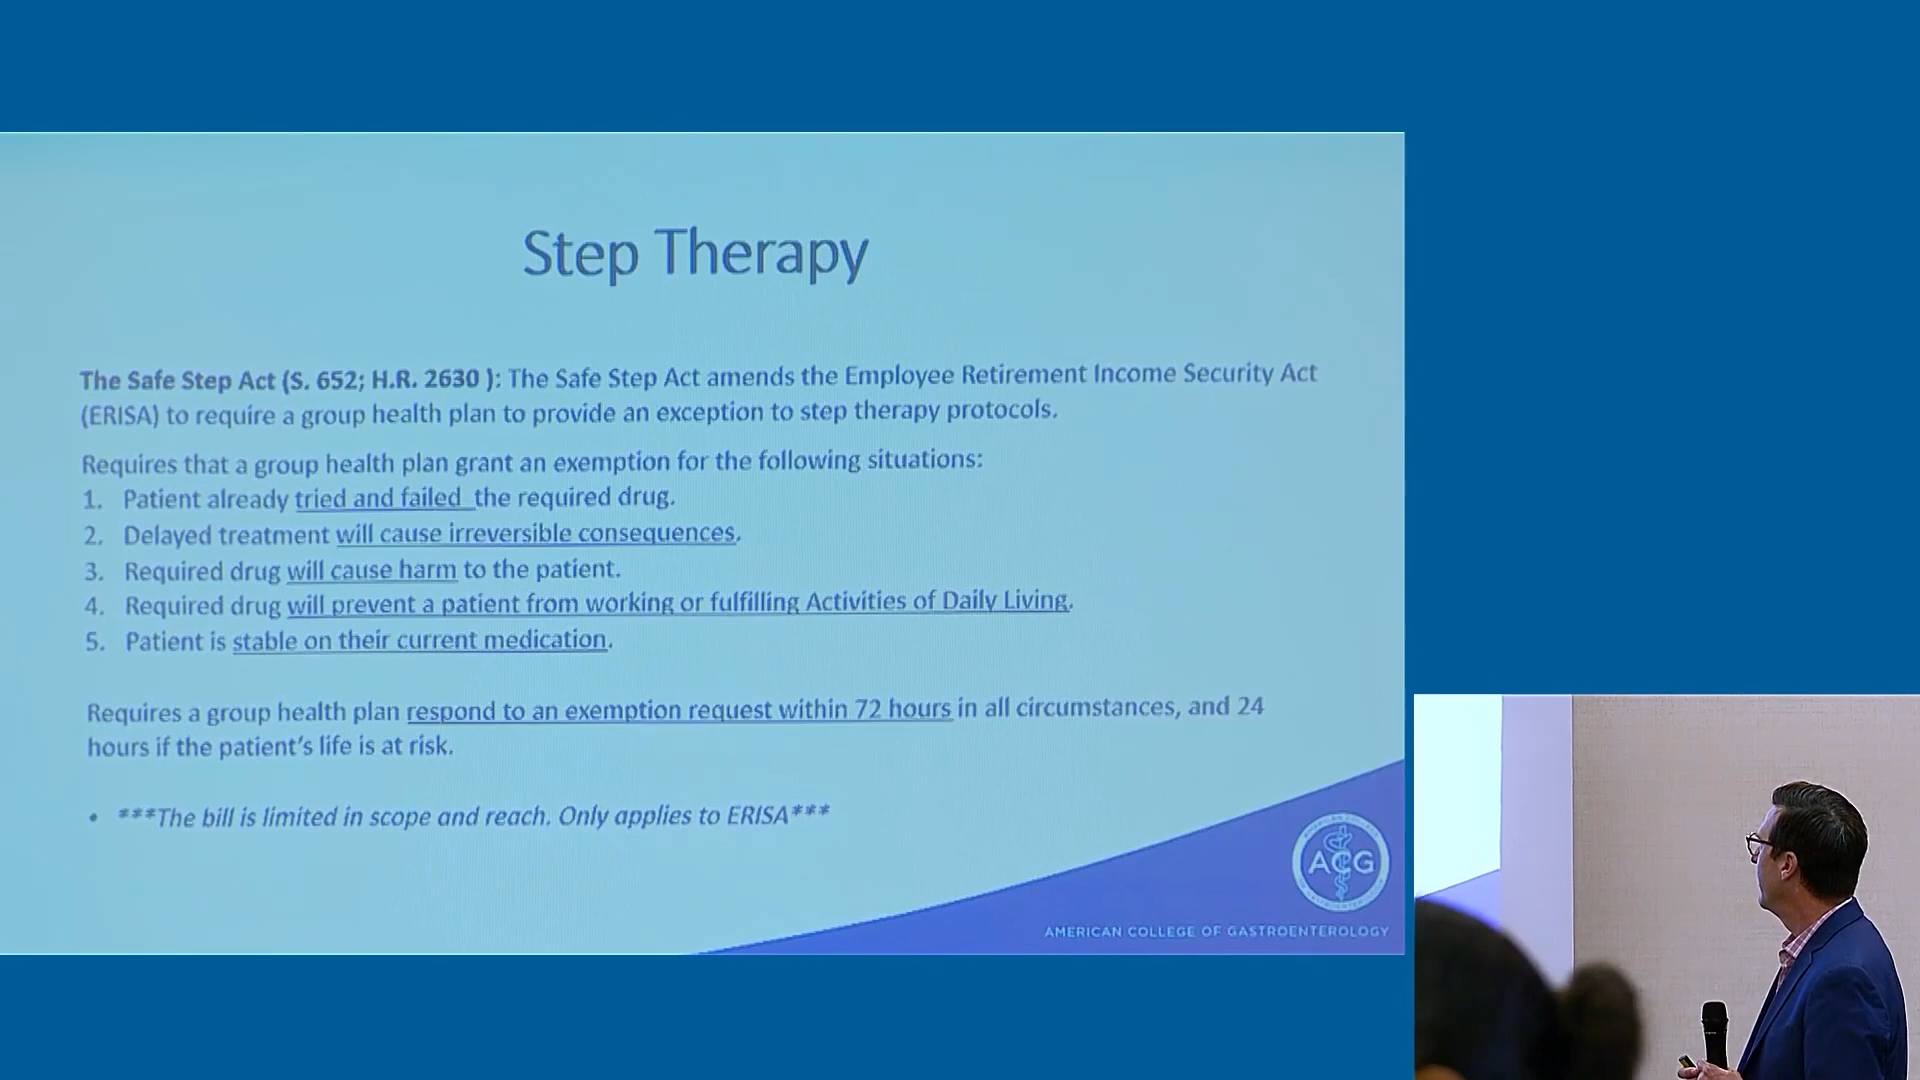 Step Therapy
The Safe Step Act (S. 652; H.R. 2630 ): The Safe Step Act amends the Employee Retirement Income Security Act
(ERISA) to require a group health plan to provide an exception to step therapy protocols.
Requires that a group health plan grant an exemption for the following situations:
1. Patient already tried and failed the required drug.
2. Delayed treatment will cause irreversible consequences.
3. Required drug will cause harm to the patient.
4. Required drug will prevent a patient from working or fulfilling Activities of Daily Living.
5. Patient is stable on their current medication.
Requires a group health plan respond to an exemption request within 72 hours in all circumstances, and 24
hours if the patient's life is at risk.
• ***The bill is limited in scope and reach. Only applies to ERISA***
ACG
AMERICAN COLLEGE OF GASTROENTEROLOGY